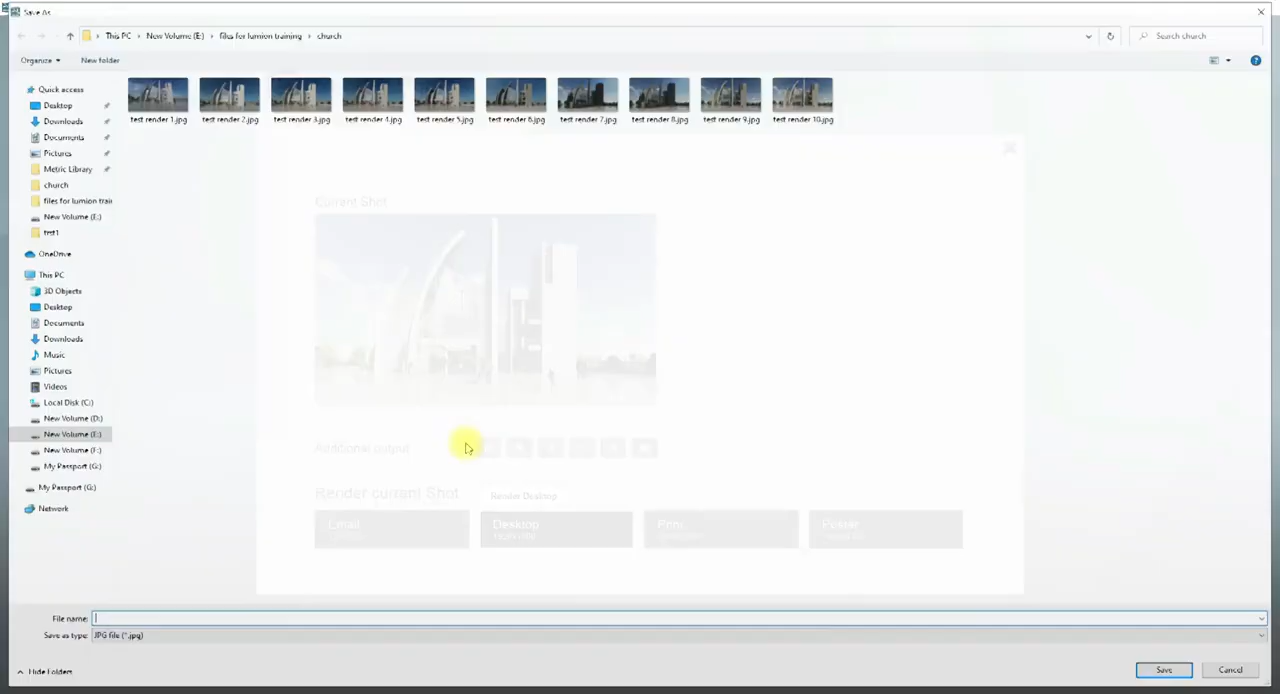 Save As
This PC > New Volume (E:) > files for lumion training > church
Search church
Organize
New folder
Quick access
Desktop
Downloads
Documents
Pictures
Metric Library
church
files for lumion trai
New Volume (E:)
test1
OneDrive
This PC
3D Objects
Desktop
Documents
Downloads
Music
Pictures
Videos
Local Disk (C:)
New Volume (D:)
New Volume (E:)
New Volume (F:)
My Passport (G:)
My Passport (G:)
Network
test render 1.jpg test render 2.jpg test render 3.jpg test render 4.jpg test render 5.jpg test render 6.jpg test render 7.jpg test render 8.jpg test render 9.jpg test render 10.jpg
Current Shot
Additional output
Render current Shot
Render Desktop
Email
Desktop
Print
Poster
File name:
Save as type: JPG file (*.jpg)
Hide Folders
Save
Cancel